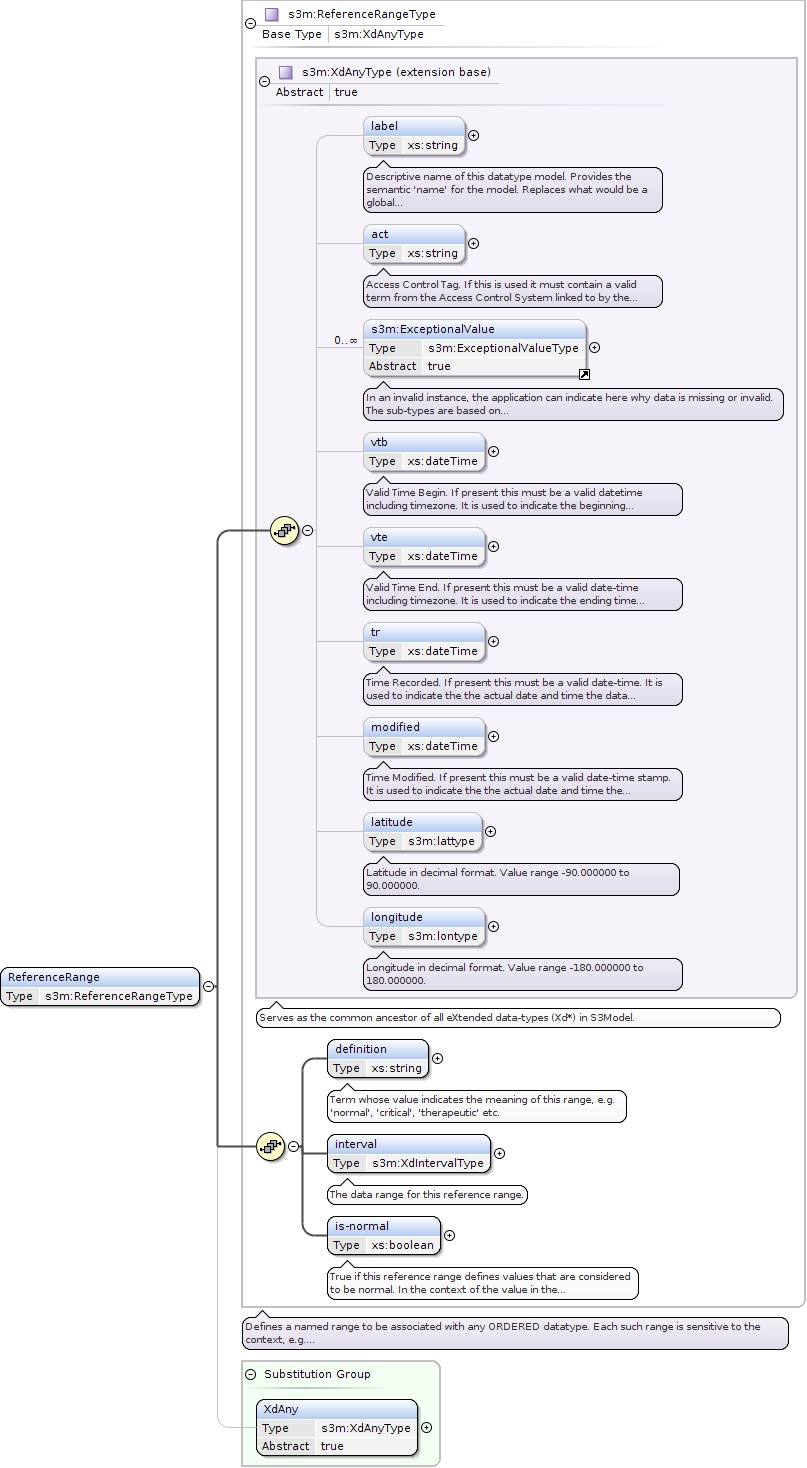 s3m:ReferenceRangeType
Base Type s3m:XdAnyType
s3m:XdAnyType (extension base)
Abstract true
label
Type xs:string
Descriptive name of this datatype model. Provides the
semantic 'name' for the model. Replaces what would be a
global...
act
Type xs:string
Access Control Tag. If this is used it must contain a valid
term from the Access Control System linked to by the...
0..∞
s3m:ExceptionalValue
Type s3m:ExceptionalValueType
Abstract true
In an invalid instance, the application can indicate here why data is missing or invalid.
The sub-types are based on...
vtb
Type xs:dateTime
Valid Time Begin. If present this must be a valid datetime
including timezone. It is used to indicate the beginning...
vte
Type xs:dateTime
Valid Time End. If present this must be a valid date-time
including timezone. It is used to indicate the ending time...
tr
Type xs:dateTime
Time Recorded. If present this must be a valid date-time. It is
used to indicate the the actual date and time the data...
modified
Type xs:dateTime
Time Modified. If present this must be a valid date-time stamp.
It is used to indicate the the actual date and time the...
latitude
Type s3m:lattype
Latitude in decimal format. Value range -90.000000 to
90.000000.
longitude
Type s3m:lontype
Longitude in decimal format. Value range -180.000000 to
180.000000.
ReferenceRange
Type s3m:ReferenceRangeType
Serves as the common ancestor of all eXtended data-types (Xd*) in S3Model.
definition
Type xs:string
Term whose value indicates the meaning of this range, e.g.
'normal', 'critical', 'therapeutic' etc.
interval
Type s3m:XdIntervalType
The data range for this reference range.
is-normal
Type xs:boolean
True if this reference range defines values that are considered
to be normal. In the context of the value in the...
Defines a named range to be associated with any ORDERED datatype. Each such range is sensitive to the
context, e.g....
Substitution Group
XdAny
Type s3m:XdAnyType
Abstract true